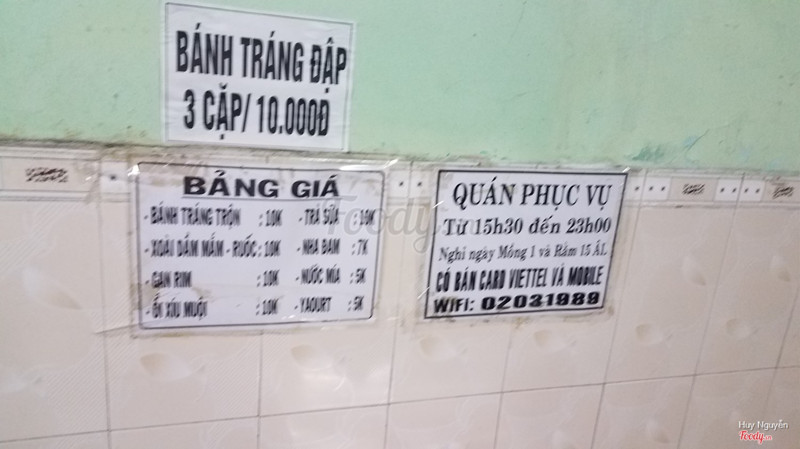 BÁNH TRÁNG ĐẬP
3 CẶP/ 10.000Đ
BẢNG GIÁ
- BÁNH TRÁNG TRỘN : 10K - TRÀ SỮA : 10K
- XOÀI DẦM MẮM - RUỐC: 10K - NHA ĐAM : 7K
- GAN RIM : 10K - NƯỚC MÍA : 5K
- ỔI XÍU MUỘI : 10K - YAOURT : 5K
QUÁN PHỤC VỤ
Từ 15h30 đến 23h00
Nghỉ ngày Mồng 1 và Rằm 15 ÂL
CÓ BÁN CARD VIETTEL VÀ MOBILE
WIFI: 02031989
Foody.vn
Huy Nguyễn
Foody.vn